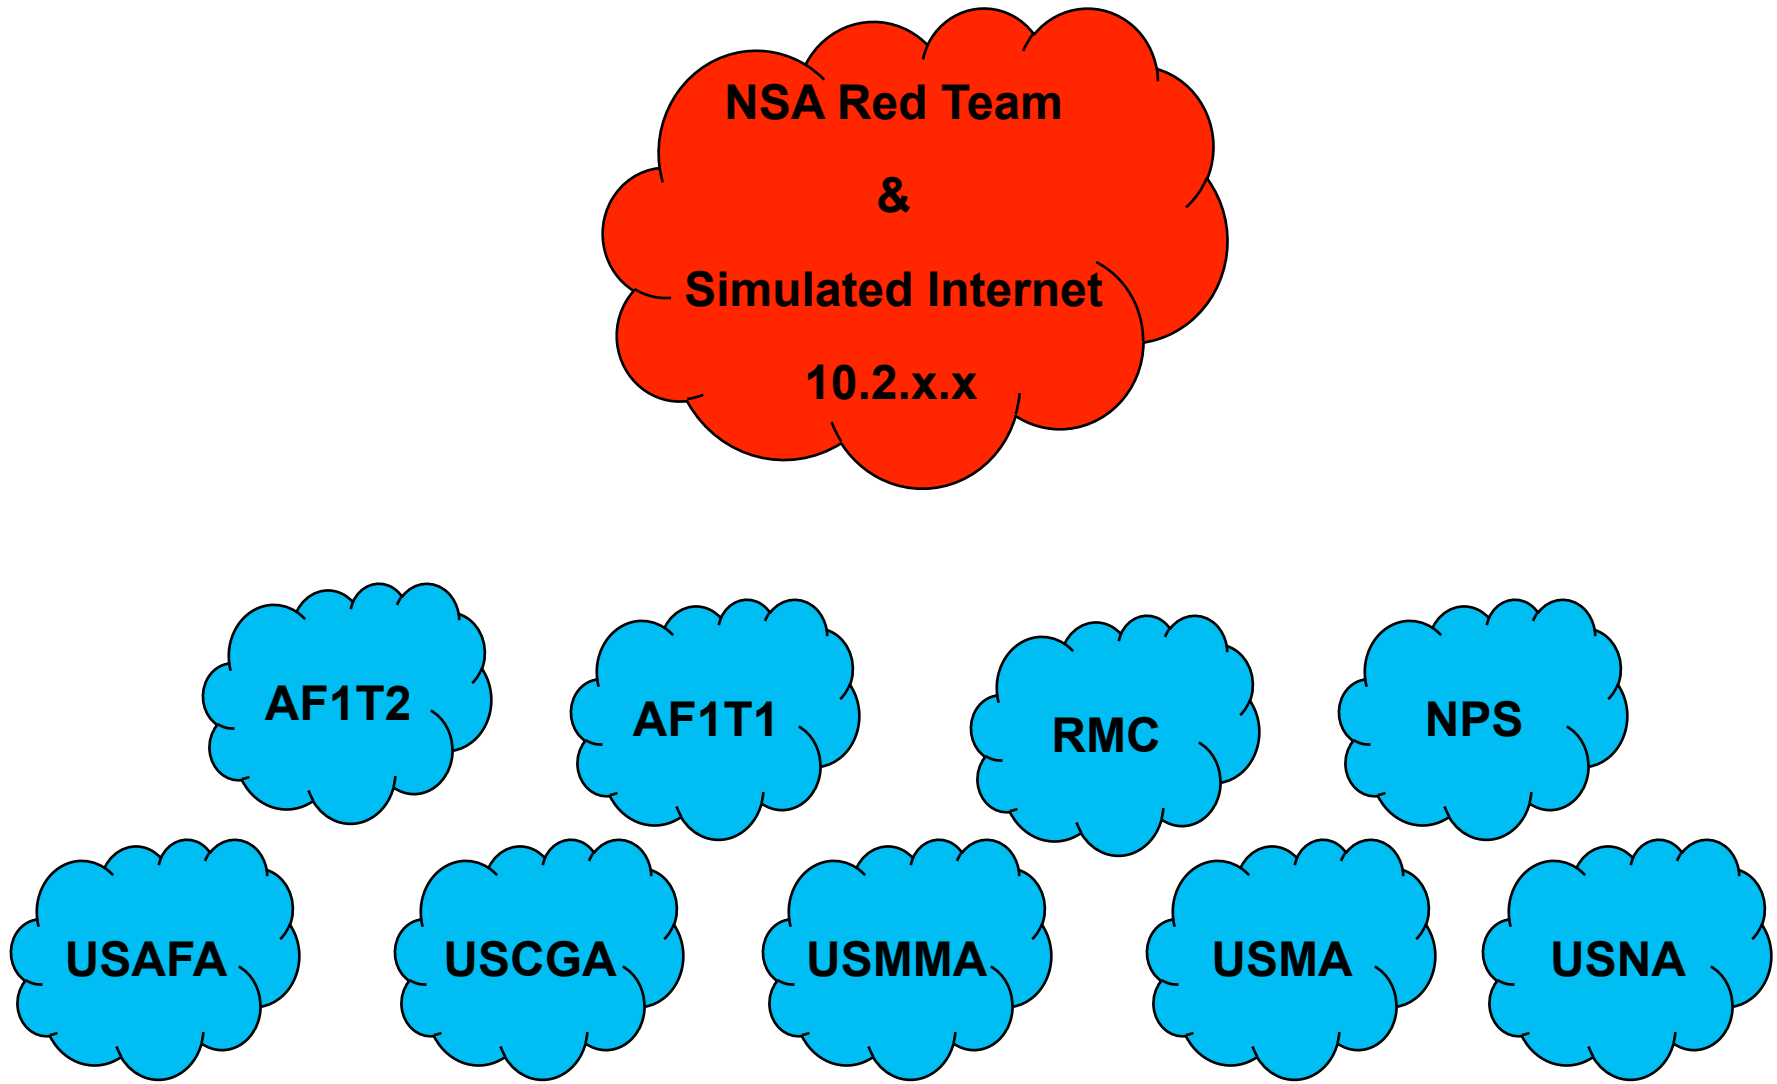 NSA Red Team
&
Simulated Internet
10.2.x.x
AF1T2
AF1T1
RMC
NPS
USAFA
USCGA
USMMA
USMA
USNA